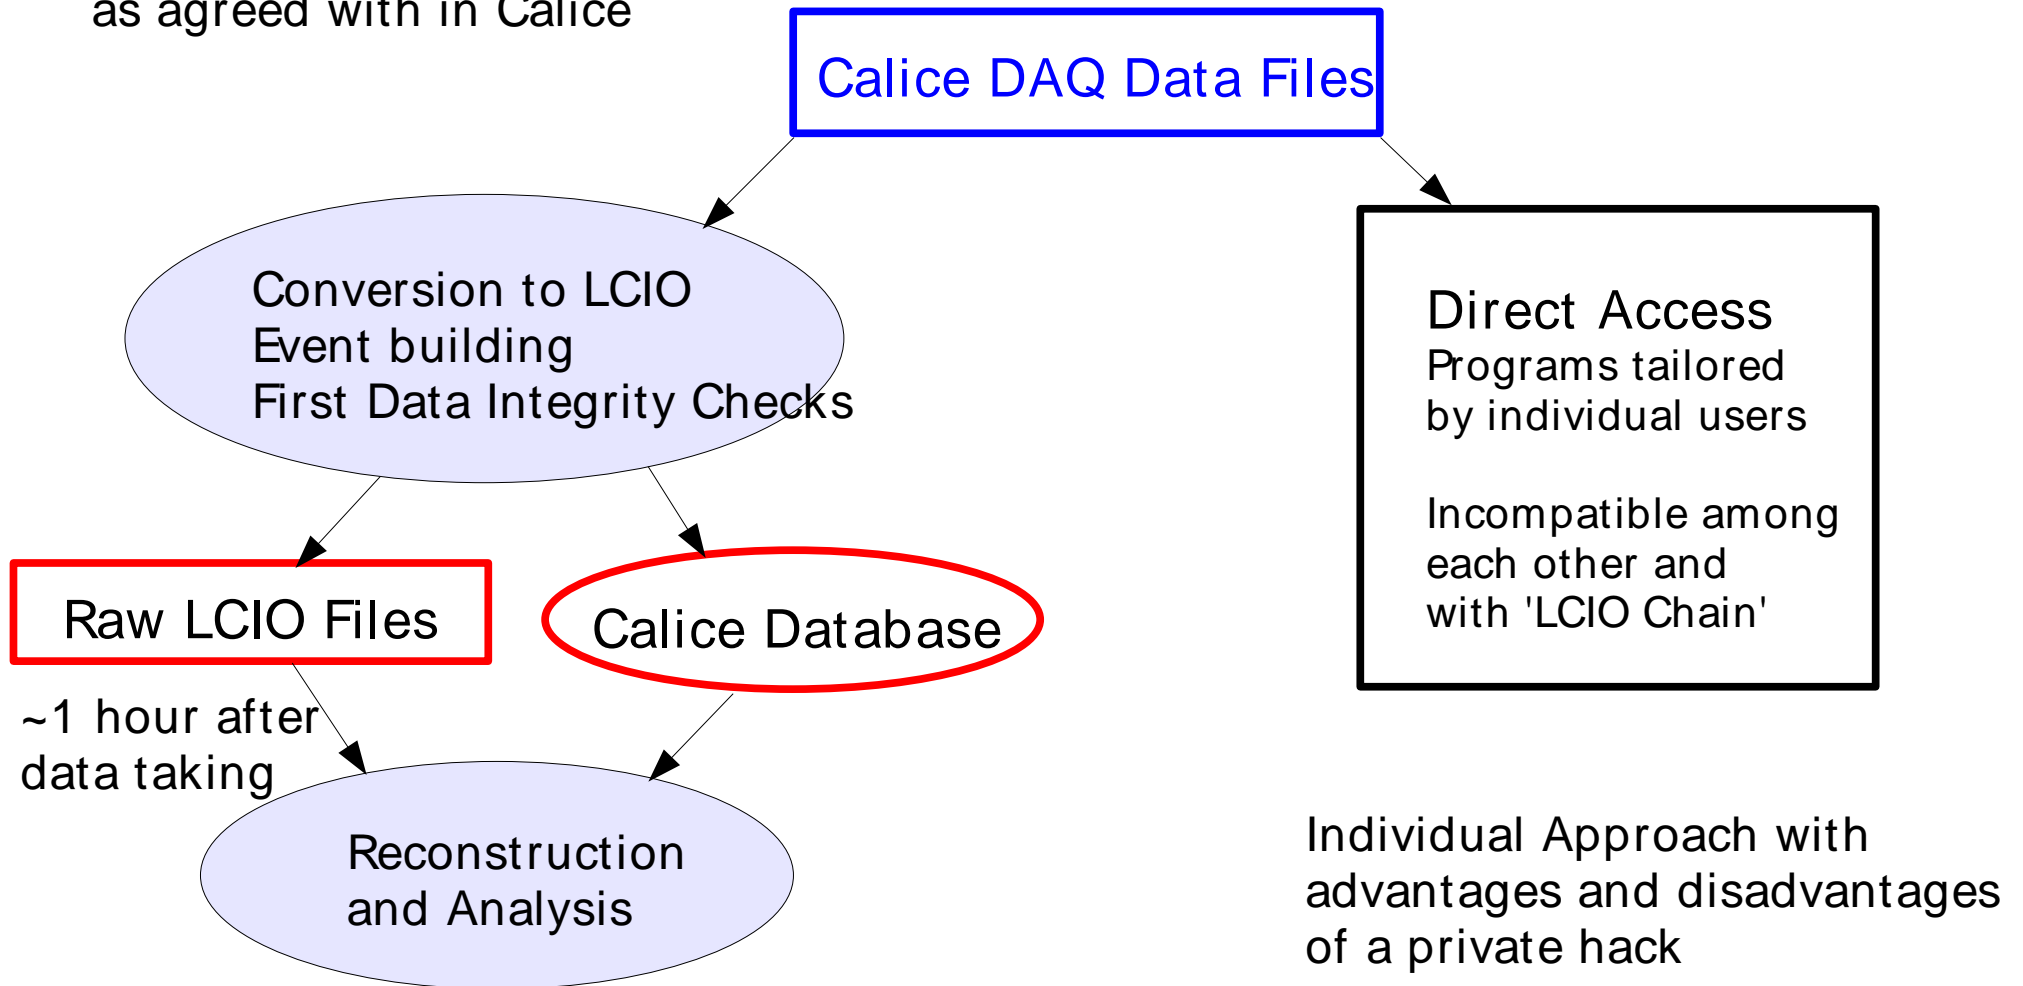 as agreed with in Calice
Calice DAQ Data Files
Conversion to LCIO
Event building
First Data Integrity Checks
Direct Access
Programs tailored
by individual users
Incompatible among
each other and
with 'LCIO Chain'
Raw LCIO Files
Calice Database
~1 hour after
data taking
Reconstruction
and Analysis
Individual Approach with
advantages and disadvantages
of a private hack